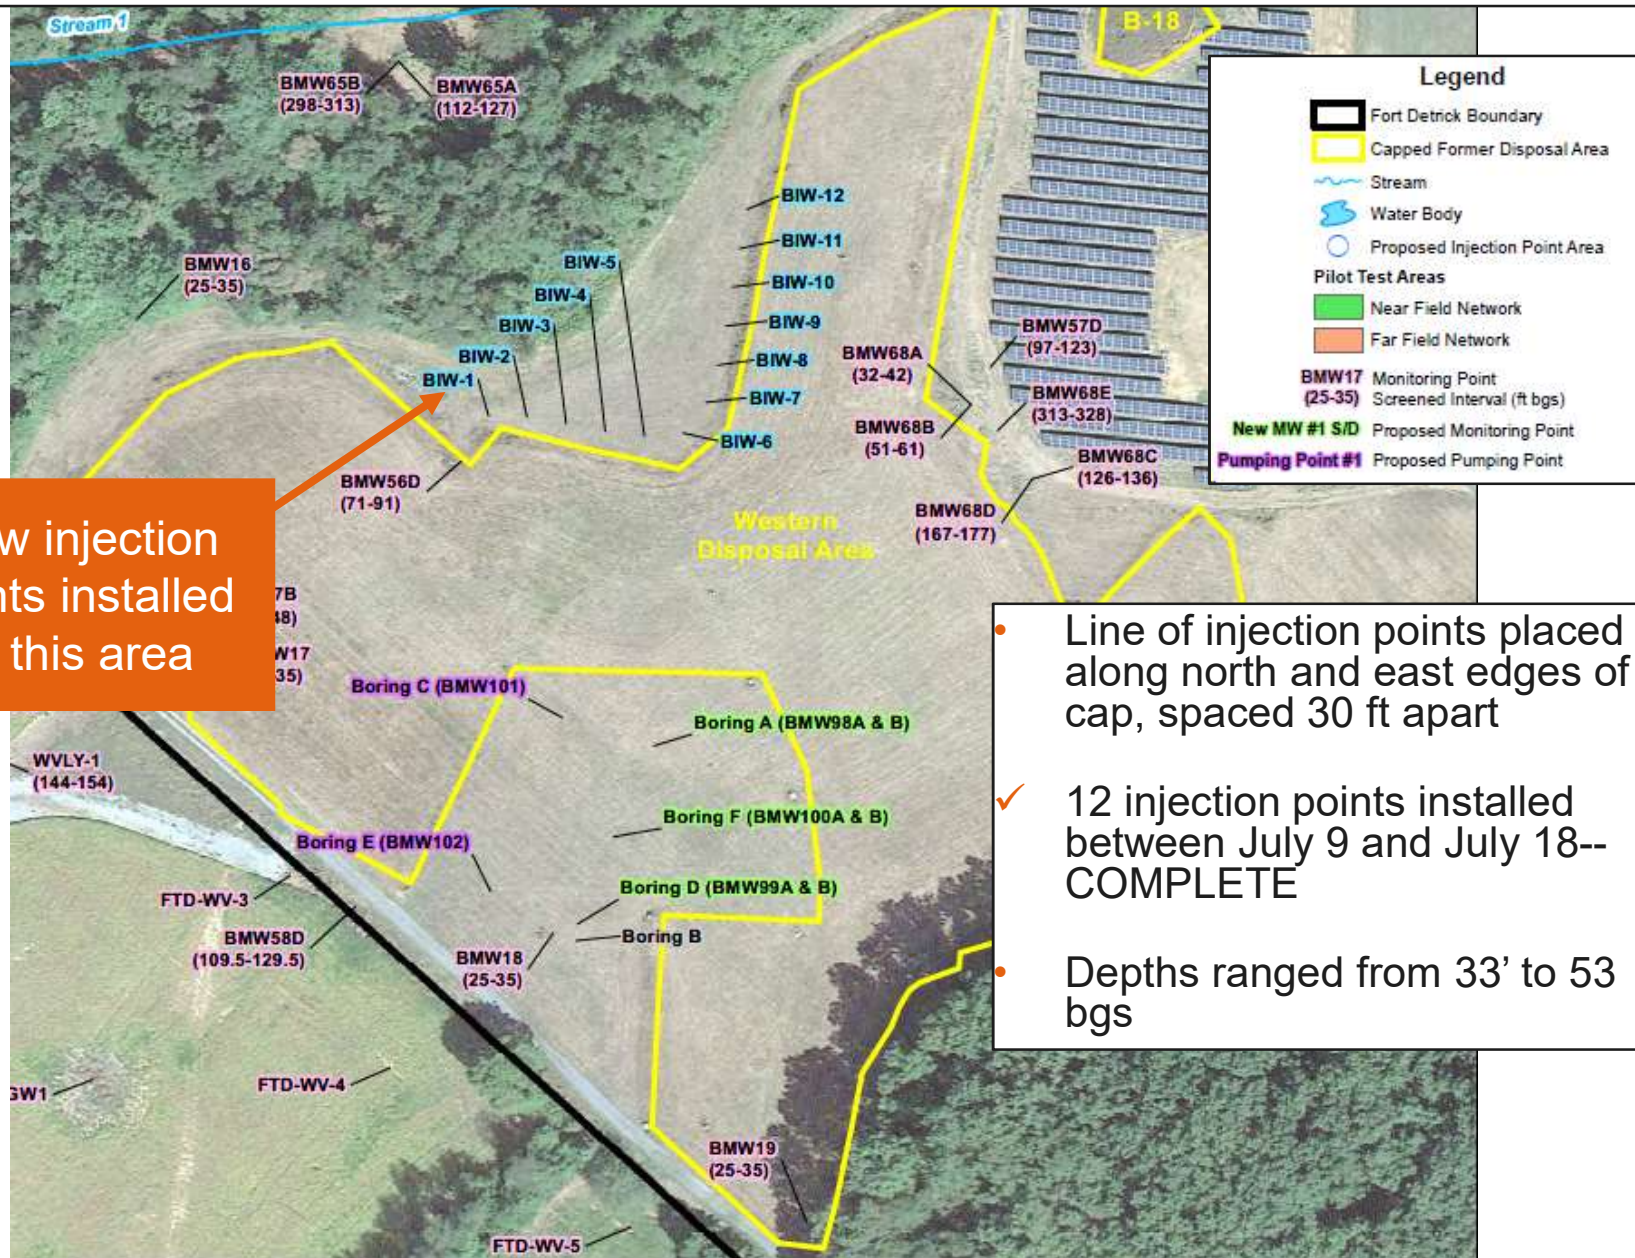 Stream 1
B-18
BMW65B
(298-313)
BMW65A
(112-127)
BMW16
(25-35)
BIW-12
BIW-11
BIW-10
BIW-9
BIW-8
BIW-7
BIW-6
BIW-5
BIW-4
BIW-3
BIW-2
BIW-1
BMW56D
(71-91)
BMW68A
(32-42)
BMW68B
(51-61)
BMW57D
(97-123)
BMW68E
(313-328)
BMW68C
(126-136)
BMW68D
(167-177)
Western
Disposal Area
Legend
Fort Detrick Boundary
Capped Former Disposal Area
Stream
Water Body
Proposed Injection Point Area
Pilot Test Areas
Near Field Network
Far Field Network
BMW17 Monitoring Point
(25-35) Screened Interval (ft bgs)
New MW #1 S/D Proposed Monitoring Point
Pumping Point #1 Proposed Pumping Point
w injection
nts installed
this area
7B
48)
W17
35)
Boring C (BMW101)
Boring A (BMW98A & B)
Boring F (BMW100A & B)
Boring E (BMW102)
Boring D (BMW99A & B)
Boring B
BMW18
(25-35)
WVLY-1
(144-154)
FTD-WV-3
BMW58D
(109.5-129.5)
FTD-WV-4
GW1
FTD-WV-5
BMW19
(25-35)
• Line of injection points placed
along north and east edges of
cap, spaced 30 ft apart
✓ 12 injection points installed
between July 9 and July 18--
COMPLETE
• Depths ranged from 33’ to 53
bgs